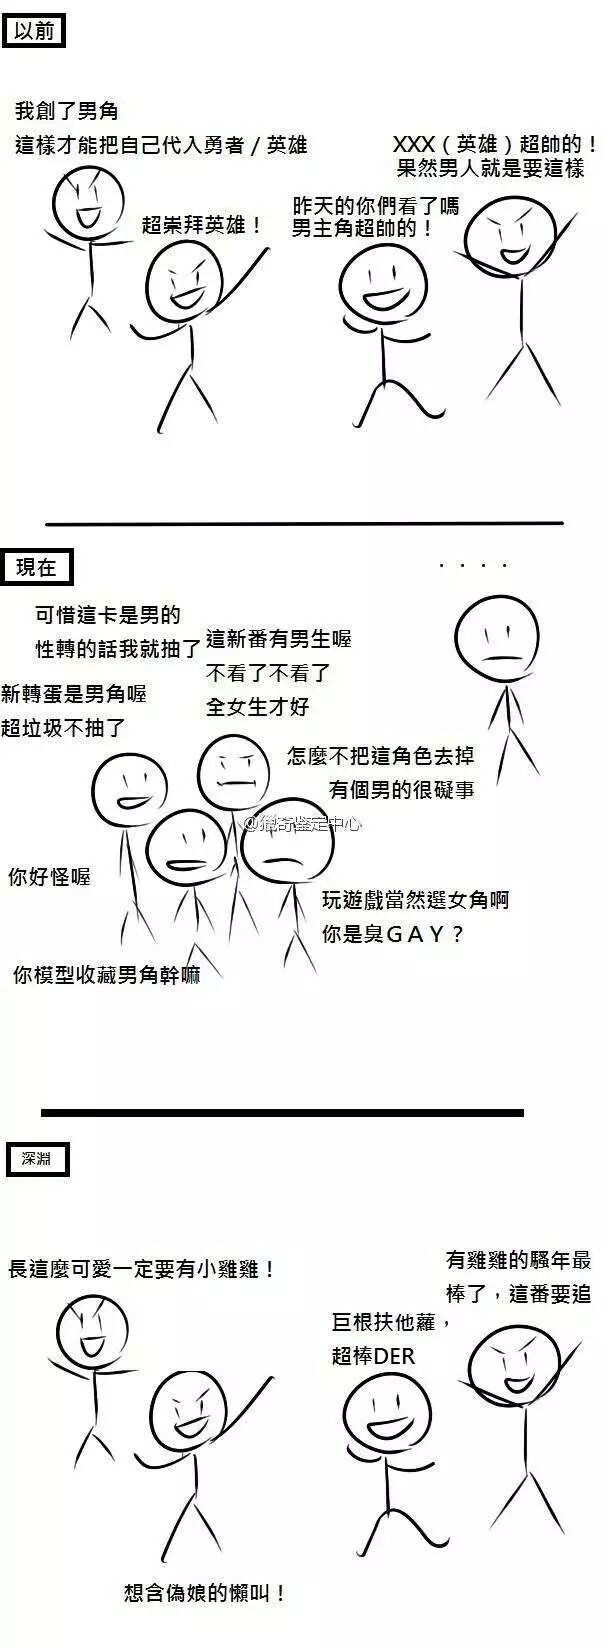 以前
我創了男角
這樣才能把自己代入勇者/英雄
超崇拜英雄！
昨天的你們看了嗎
男主角超帥的！
XXX（英雄）超帥的！
果然男人就是要這樣
現在
. . . .
可惜這卡是男的
性轉的話我就抽了
這新番有男生喔
不看了不看了
全女生才好
新轉蛋是男角喔
超垃圾不抽了
怎麼不把這角色去掉
有個男的很礙事
@獵奇鑒定中心
你好怪喔
玩遊戲當然選女角啊
你是臭GAY？
你模型收藏男角幹嘛
深淵
長這麼可愛一定要有小雞雞！
有雞雞的騷年最
棒了，這番要追
巨根扶他蘿，
超棒DER
想含偽娘的懶叫！